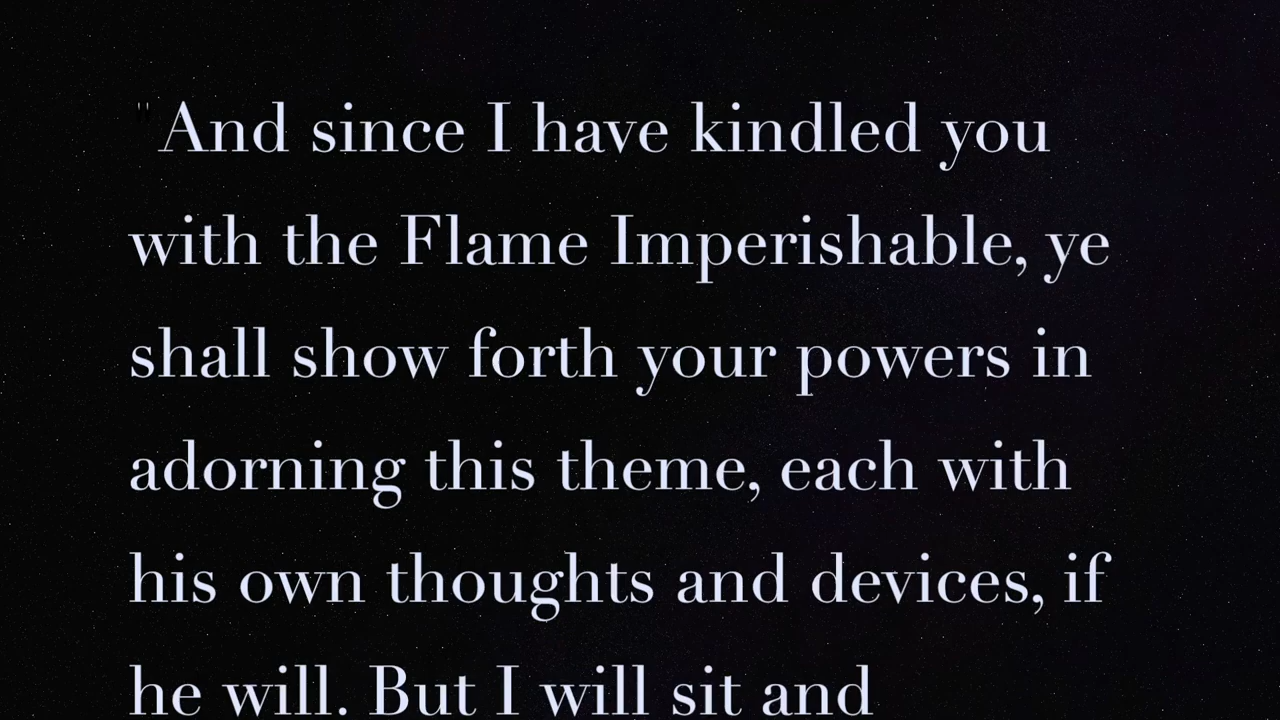 "And since I have kindled you
with the Flame Imperishable, ye
shall show forth your powers in
adorning this theme, each with
his own thoughts and devices, if
he will. But I will sit and